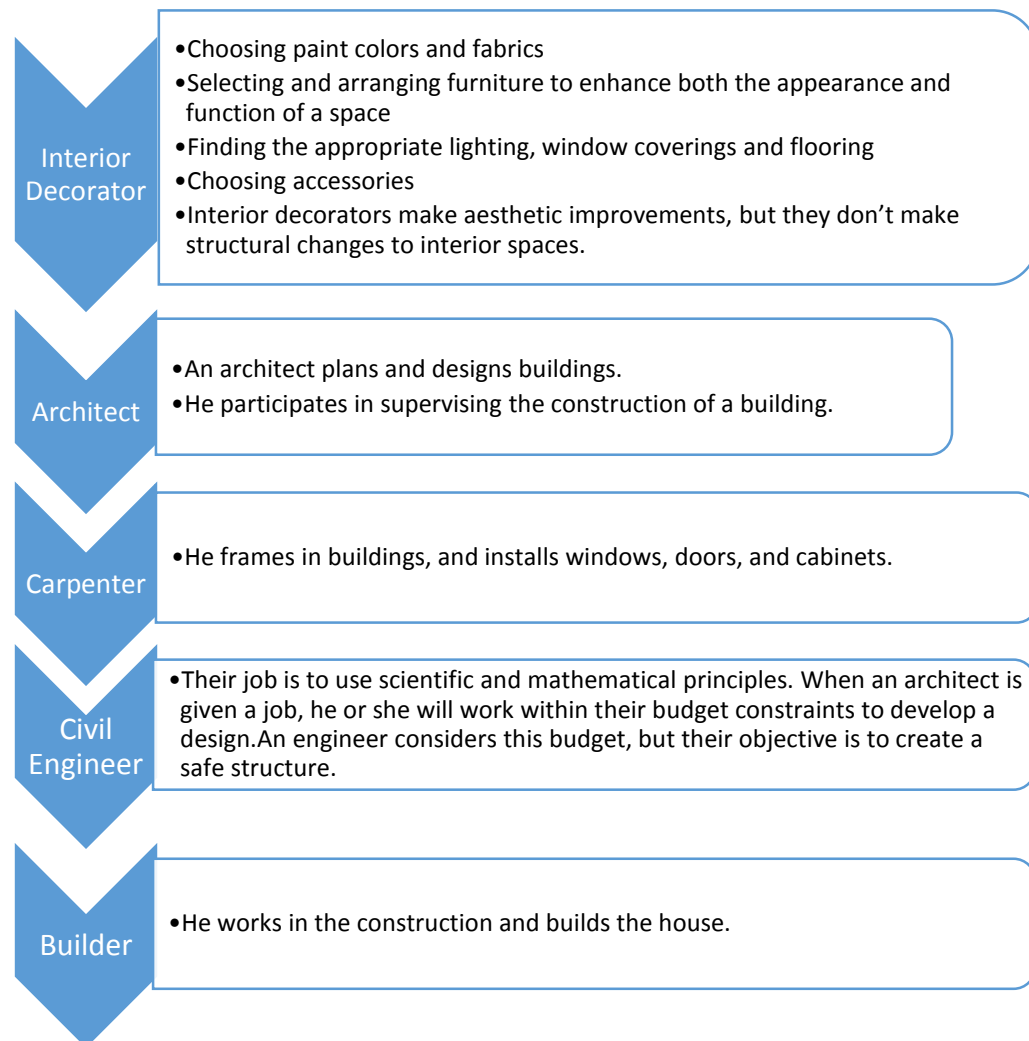 Interior
Decorator
•Choosing paint colors and fabrics
•Selecting and arranging furniture to enhance both the appearance and
function of a space
•Finding the appropriate lighting, window coverings and flooring
•Choosing accessories
•Interior decorators make aesthetic improvements, but they don’t make
structural changes to interior spaces.
Architect
•An architect plans and designs buildings.
•He participates in supervising the construction of a building.
Carpenter
•He frames in buildings, and installs windows, doors, and cabinets.
Civil
Engineer
•Their job is to use scientific and mathematical principles. When an architect is
given a job, he or she will work within their budget constraints to develop a
design.An engineer considers this budget, but their objective is to create a
safe structure.
Builder
•He works in the construction and builds the house.